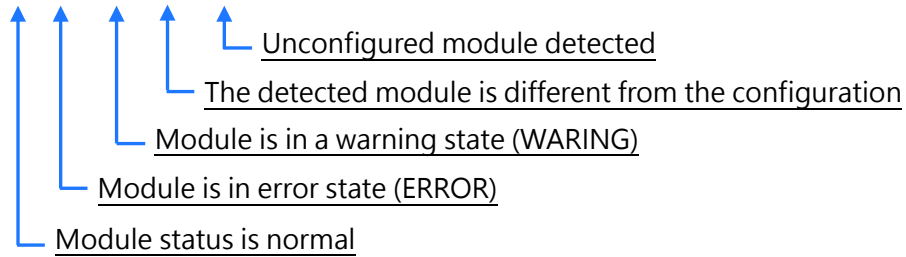 Unconfigured module detected
The detected module is different from the configuration
Module is in a warning state (WARING)
Module is in error state (ERROR)
Module status is normal